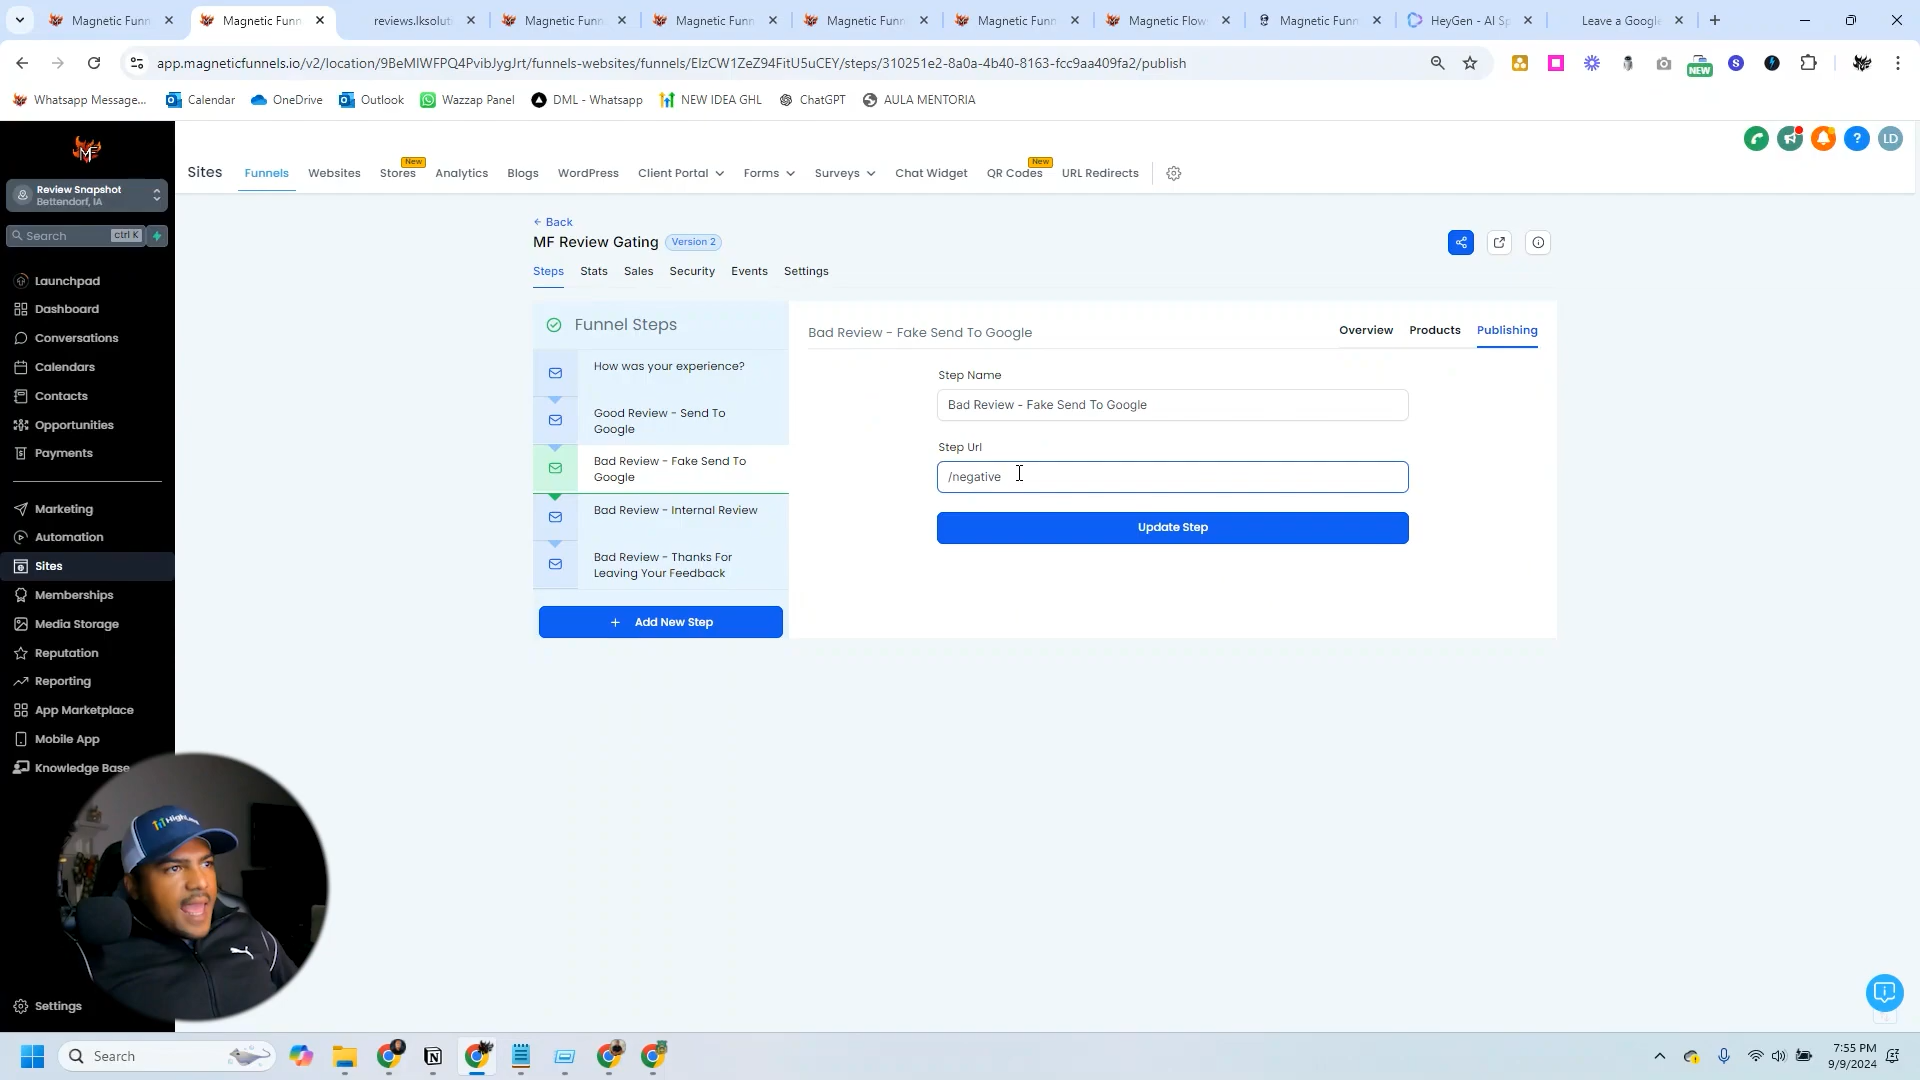 Magnetic Funn
Magnetic Funn
reviews.lksolut
Magnetic Funn
Magnetic Funn
Magnetic Funn
Magnetic Funn
Magnetic Flow
Magnetic Funn
HeyGen - AI Sp
Leave a Google
app.magneticfunnels.io/v2/location/9BeMIWFPQ4PvibJygJrt/funnels-websites/funnels/EIzCW1ZeZ94FitU5uCEY/steps/310251e2-8a0a-4b40-8163-fcc9aa409fa2/publish
NEW
Whatsapp Message...
Calendar
OneDrive
Outlook
Wazzap Panel
DML - Whatsapp
NEW IDEA GHL
ChatGPT
AULA MENTORIA
MF
Review Snapshot
Bettendorf, IA
Search
ctrl K
Launchpad
Dashboard
Conversations
Calendars
Contacts
Opportunities
Payments
Marketing
Automation
Sites
Memberships
Media Storage
Reputation
Reporting
App Marketplace
Mobile App
Knowledge Base
Settings
LD
Sites
Funnels
Websites
New
Stores
Analytics
Blogs
WordPress
Client Portal
Forms
Surveys
Chat Widget
New
QR Codes
URL Redirects
← Back
MF Review Gating
Version 2
Steps
Stats
Sales
Security
Events
Settings
Funnel Steps
How was your experience?
Good Review - Send To
Google
Bad Review - Fake Send To
Google
Bad Review - Internal Review
Bad Review - Thanks For
Leaving Your Feedback
+ Add New Step
Bad Review - Fake Send To Google
Overview
Products
Publishing
Step Name
Bad Review - Fake Send To Google
Step Url
/negative
Update Step
Search
7:55 PM
9/9/2024